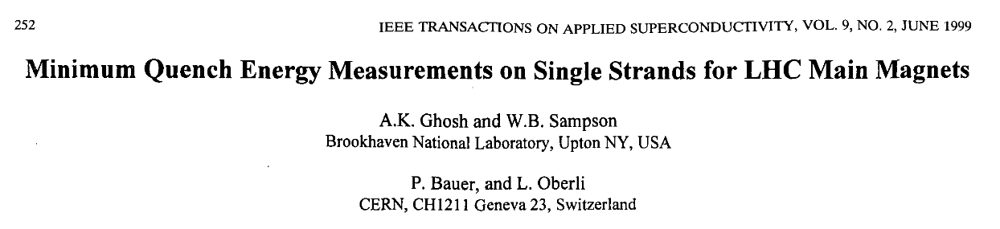 252
IEEE TRANSACTIONS ON APPLIED SUPERCONDUCTIVITY, VOL. 9, NO. 2, JUNE 1999
Minimum Quench Energy Measurements on Single Strands for LHC Main Magnets
A.K. Ghosh and W.B. Sampson
Brookhaven National Laboratory, Upton NY, USA
P. Bauer, and L. Oberli
CERN, CH1211 Geneva 23, Switzerland